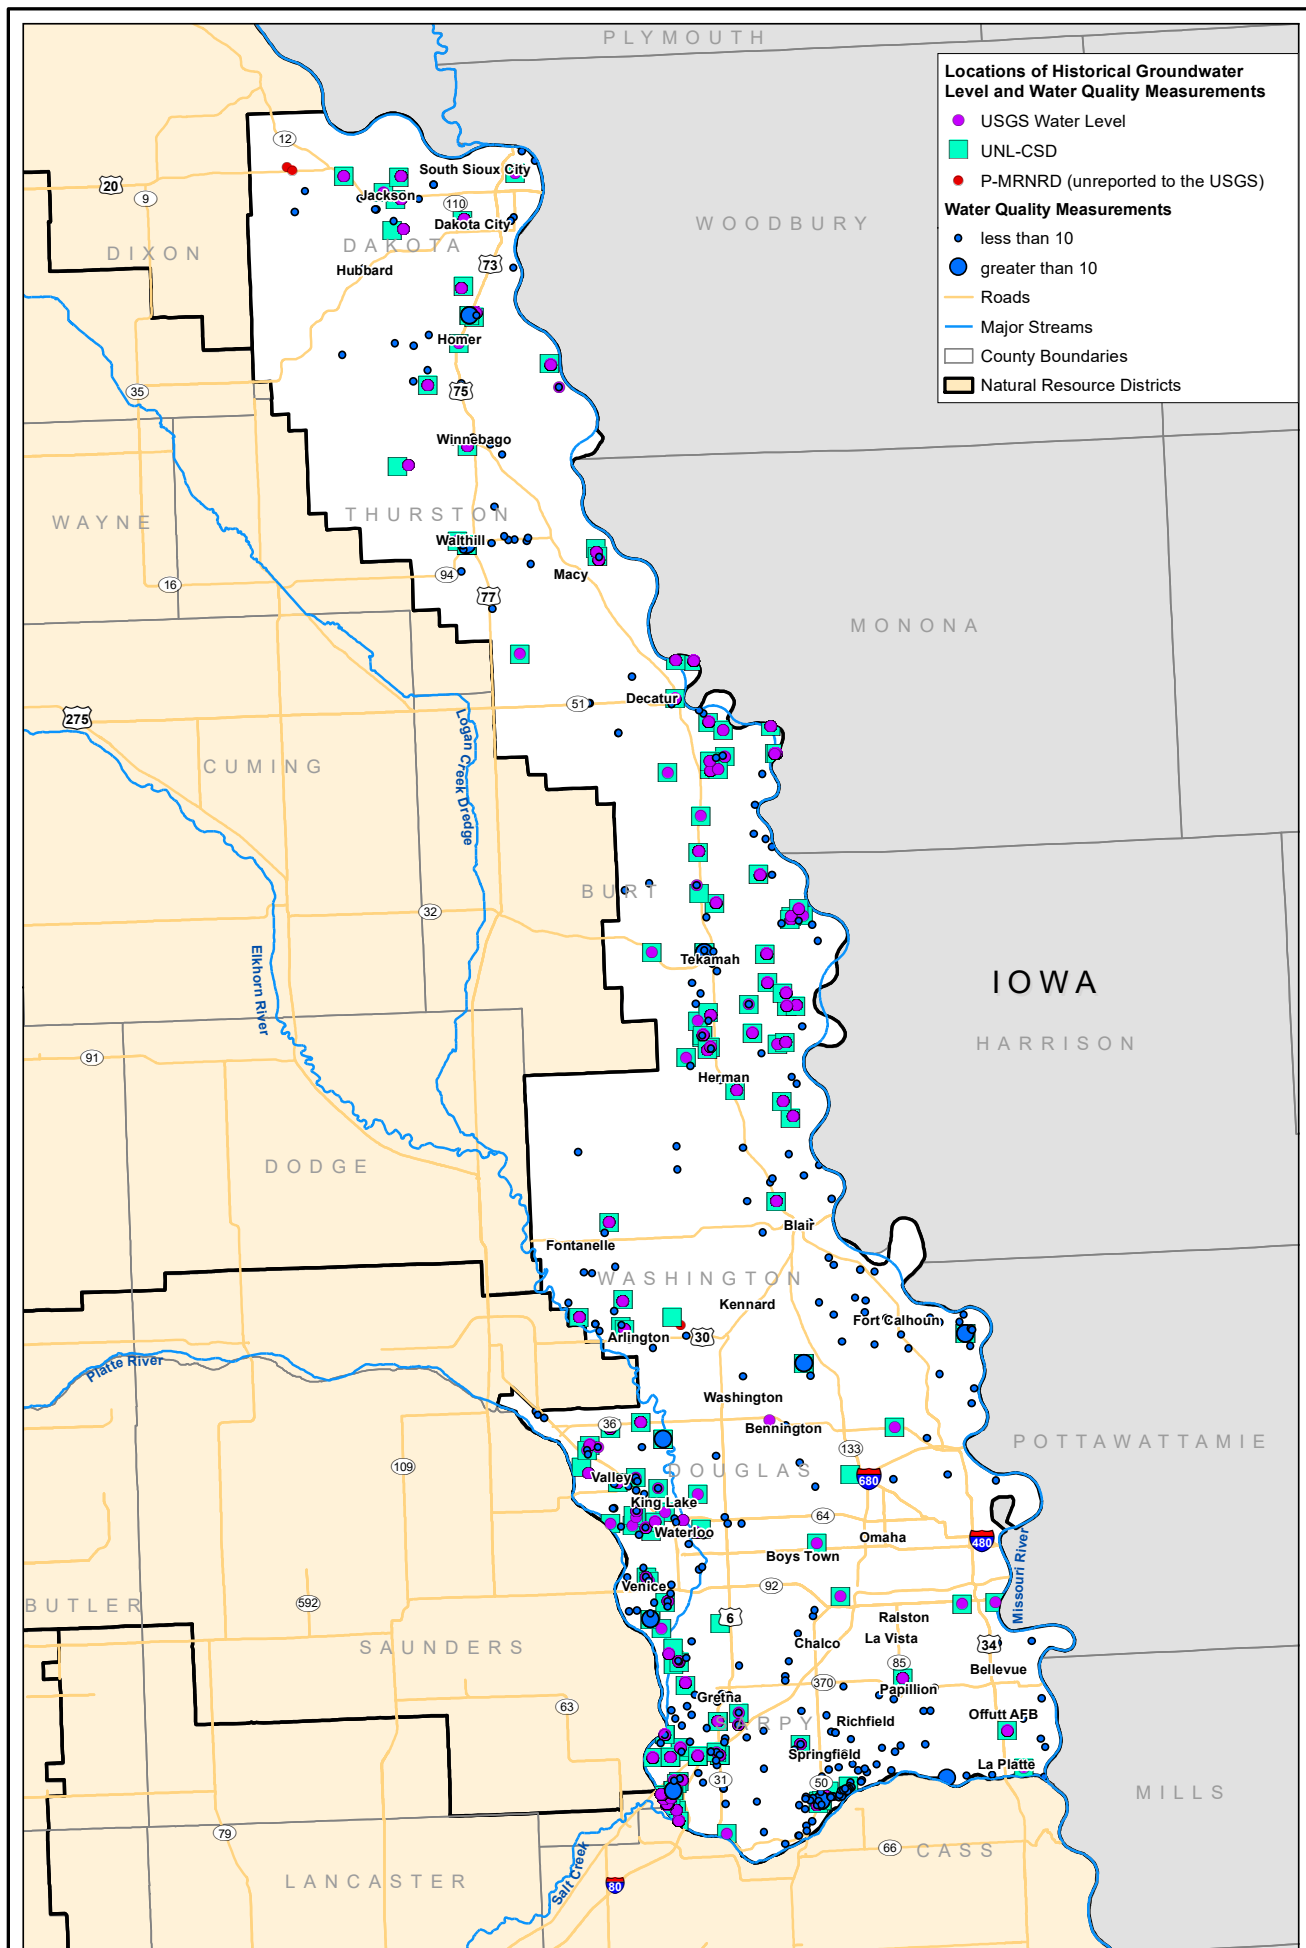 PLYMOUTH
Locations of Historical Groundwater
Level and Water Quality Measurements
USGS Water Level
UNL-CSD
P-MRNRD (unreported to the USGS)
Water Quality Measurements
less than 10
greater than 10
Roads
Major Streams
County Boundaries
Natural Resource Districts
12
South Sioux City
20
9
Jackson
110
Dakota City
WOODBURY
DIXON
DAKOTA
73
Hubbard
Homer
35
75
Winnebago
WAYNE
THURSTON
Walthill
94
Macy
16
77
MONONA
Decatur
51
275
Logan Creek Dredge
CUMING
BURT
32
Elkhorn River
Tekamah
IOWA
HARRISON
91
Herman
DODGE
Blair
Fontanelle
WASHINGTON
Kennard
Fort Calhoun
Arlington
30
Platte River
Washington
36
Bennington
133
POTTAWATTAMIE
109
Valley
DOUGLAS
680
King Lake
64
Waterloo
Omaha
480
Boys Town
Missouri River
Venice
92
592
BUTLER
6
Ralston
SAUNDERS
Chalco
La Vista
34
85
Bellevue
370
Papillion
Gretna
63
Offutt AFB
SARPY
Richfield
Springfield
La Platte
31
50
MILLS
79
66
CASS
Salt Creek
LANCASTER
80